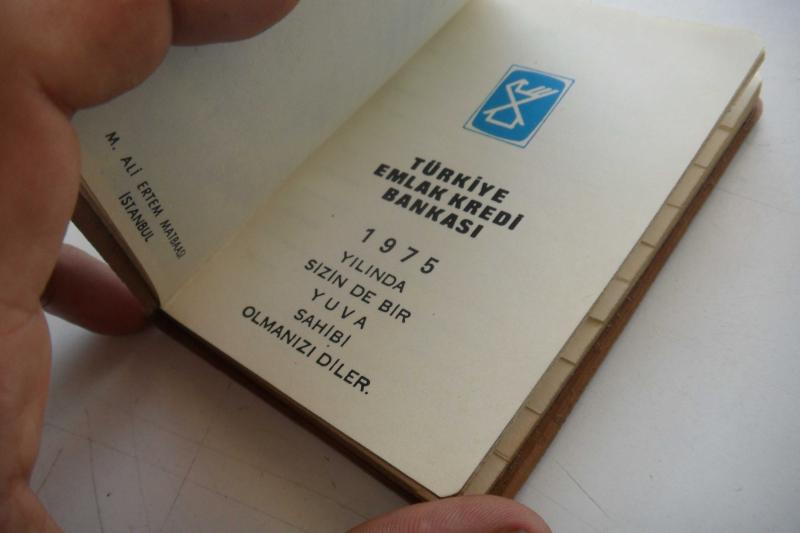 M. ALİ ERTEM MATBAASI
İSTANBUL
TÜRKİYE
EMLAK KREDİ
BANKASI
1975
YILINDA
SİZİN DE BİR
YUVA
SAHİBİ
OLMANIZI DİLER.